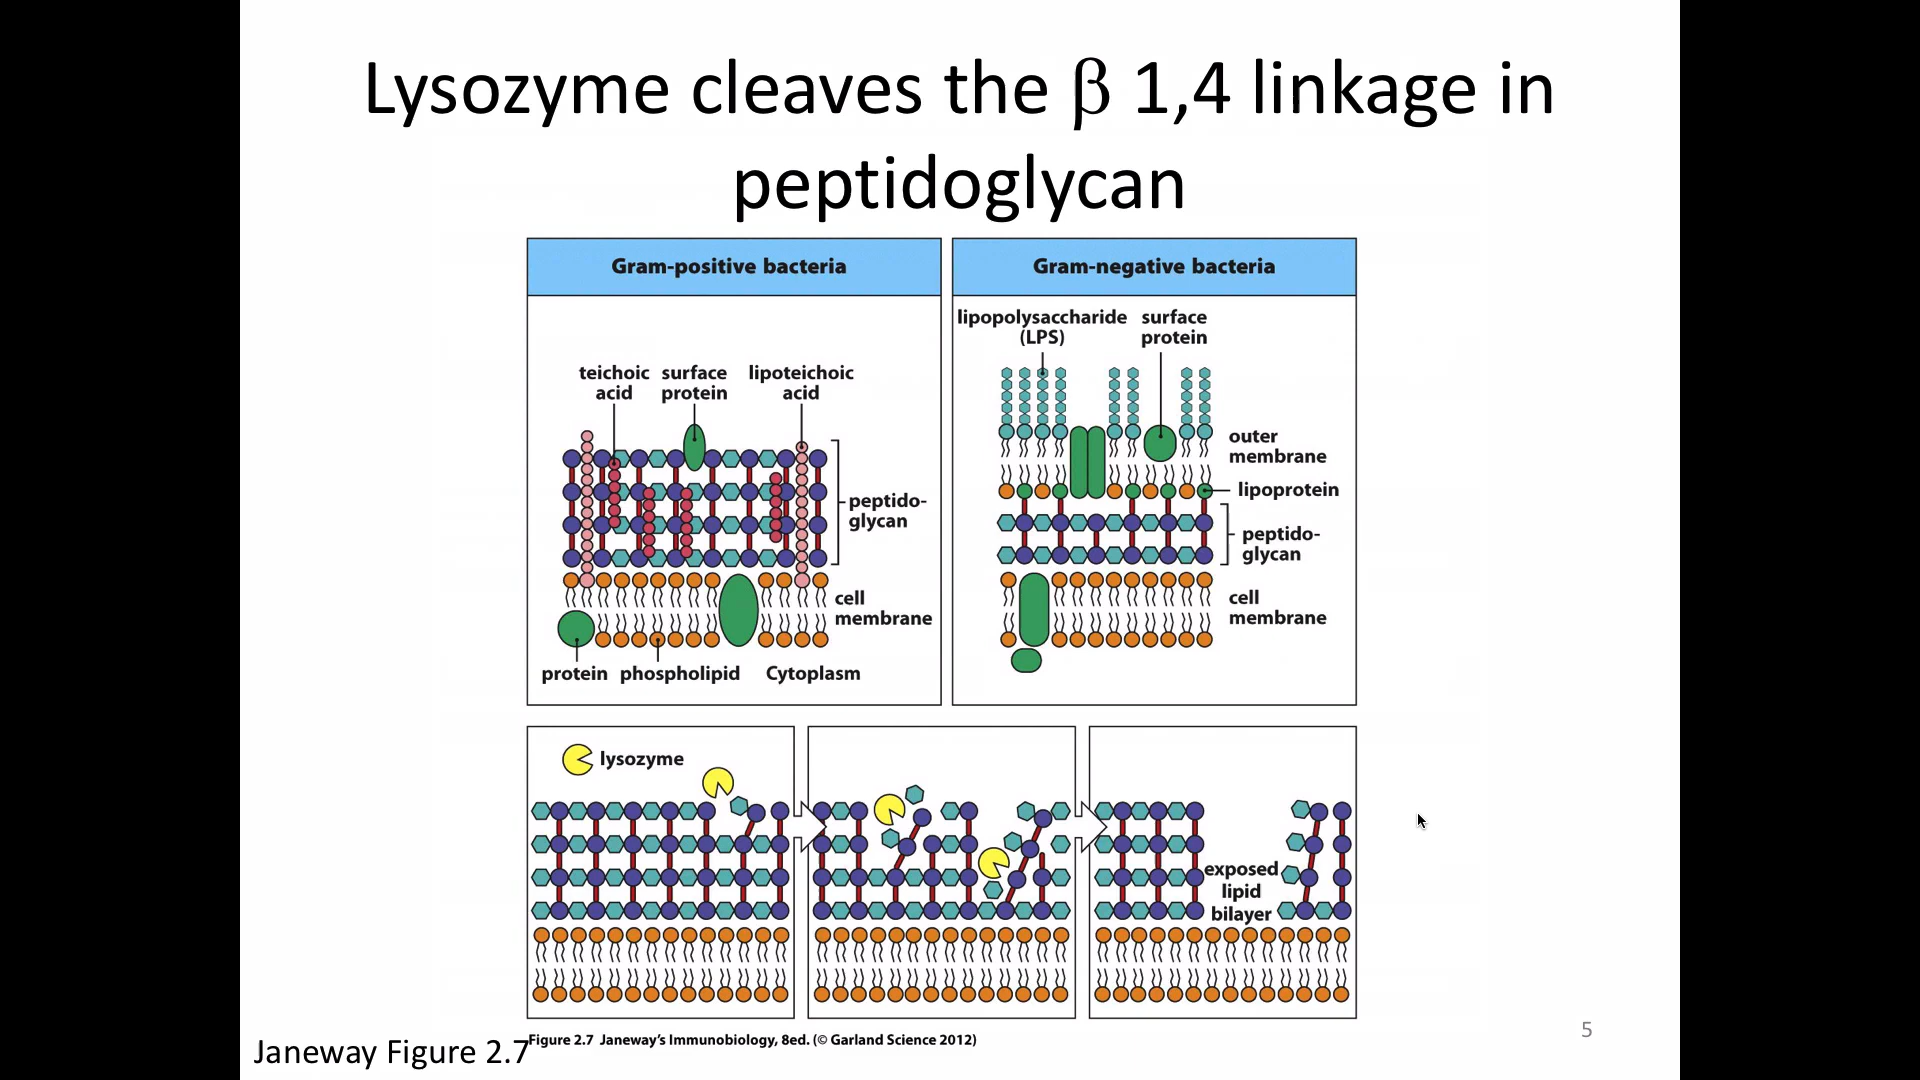 Lysozyme cleaves the β 1,4 linkage in
peptidoglycan
Gram-positive bacteria
teichoic
acid
surface
protein
lipoteichoic
acid
peptido-
glycan
cell
membrane
protein
phospholipid
Cytoplasm
Gram-negative bacteria
lipopolysaccharide
(LPS)
surface
protein
outer
membrane
lipoprotein
peptido-
glycan
cell
membrane
lysozyme
exposed
lipid
bilayer
Figure 2.7 Janeway's Immunobiology, 8ed. (© Garland Science 2012)
Janeway Figure 2.7
5